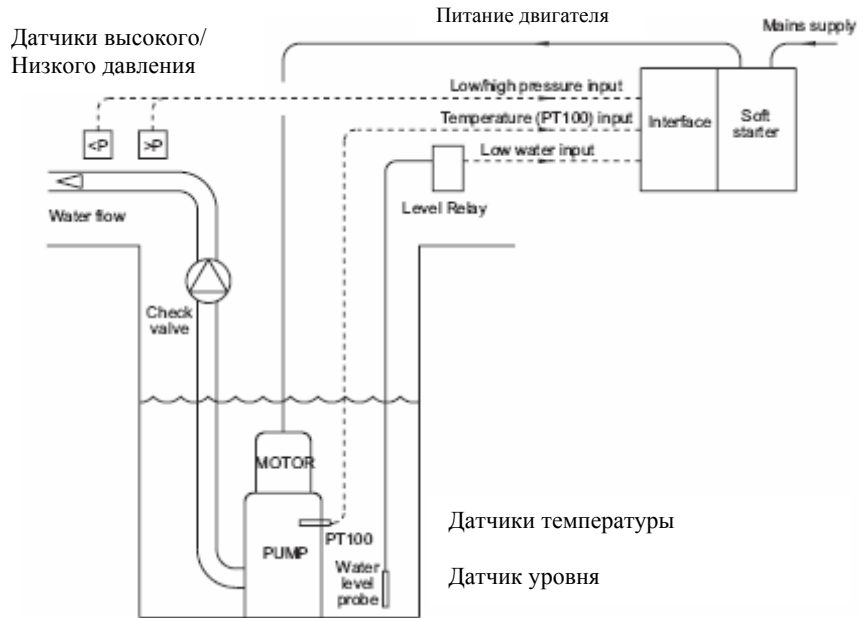 Питание двигателя
Mains supply
Датчики высокого/
Низкого давления
Low/high pressure input
Temperature (PT100) input
Interface
Soft
starter
<P
>P
Low water input
Level Relay
Water flow
Check
valve
MOTOR
PT100
PUMP
Water
level
probe
Датчики температуры
Датчик уровня